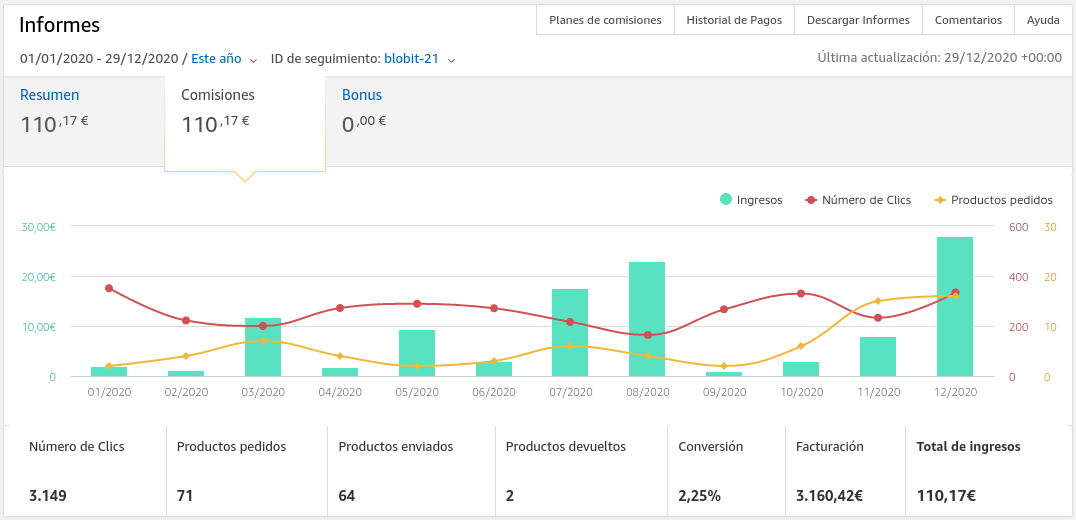 Informes
Planes de comisiones Historial de Pagos Descargar Informes Comentarios Ayuda
01/01/2020 - 29/12/2020 / Este año ID de seguimiento: blobit-21 Última actualización: 29/12/2020 +00:00
Resumen Comisiones Bonus
110,17 € 110,17 € 0,00 €
Ingresos Número de Clics Productos pedidos
30,00€ 600 30
20,00€ 400 20
10,00€ 200 10
0 0 0
01/2020 02/2020 03/2020 04/2020 05/2020 06/2020 07/2020 08/2020 09/2020 10/2020 11/2020 12/2020
Número de Clics Productos pedidos Productos enviados Productos devueltos Conversión Facturación Total de ingresos
3.149 71 64 2 2,25% 3.160,42€ 110,17€